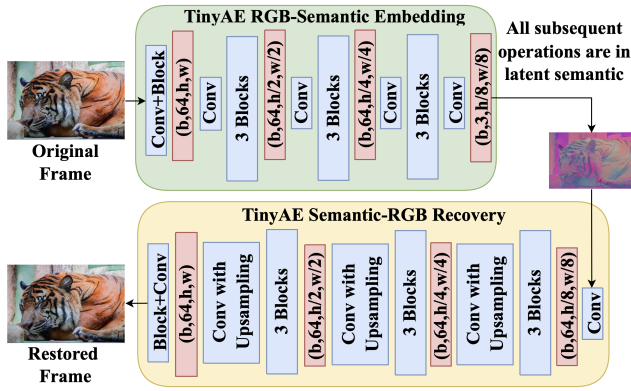 TinyAE RGB-Semantic Embedding
Original
Frame
Conv+Block
(b,64,h,w)
Conv
3 Blocks
(b,64,h/2,w/2)
Conv
3 Blocks
(b,64,h/4,w/4)
Conv
3 Blocks
Conv
(b,3,h/8,w/8)
All subsequent
operations are in
latent semantic
TinyAE Semantic-RGB Recovery
Restored
Frame
Block+Conv
(b,64,h,w)
Conv with
Upsampling
3 Blocks
(b,64,h/2,w/2)
Conv with
Upsampling
3 Blocks
(b,64,h/4,w/4)
Conv with
Upsampling
3 Blocks
(b,64,h/8,w/8)
Conv